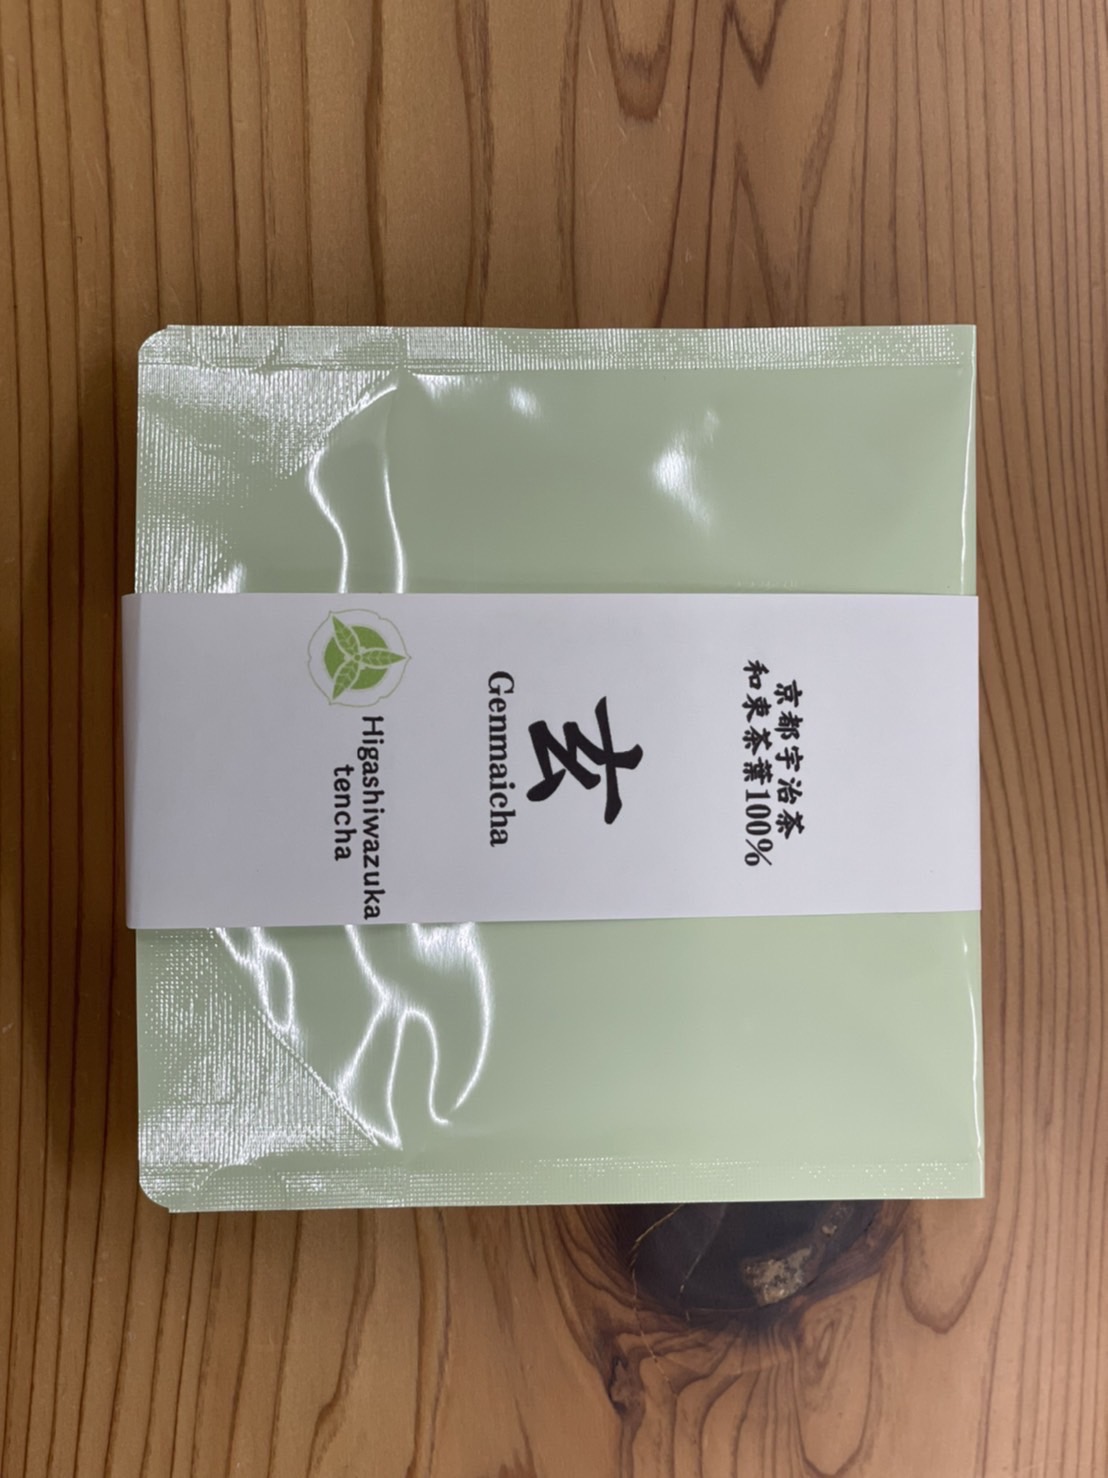 京都宇治茶
和束茶葉100%
玄
Genmaicha
Higashiwazuka
tencha